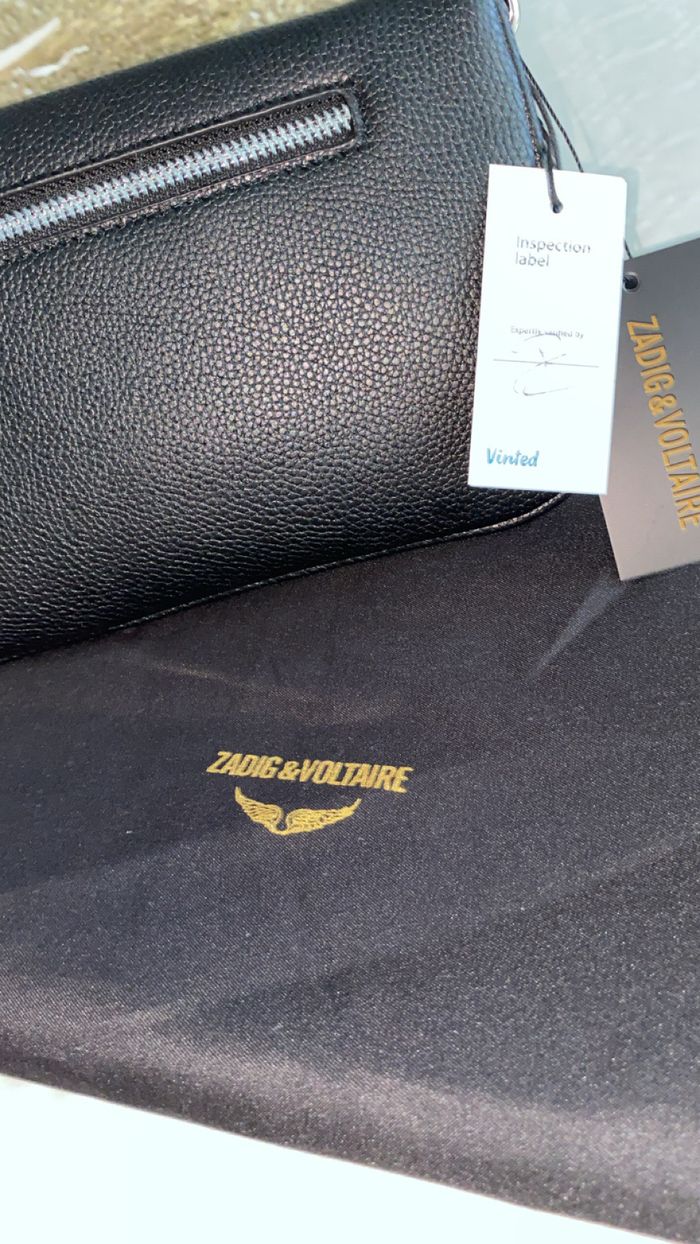 Inspection
label
Expertly verified by
Vinted
ZADIG&VOLTAIRE
ZADIG&VOLTAIRE